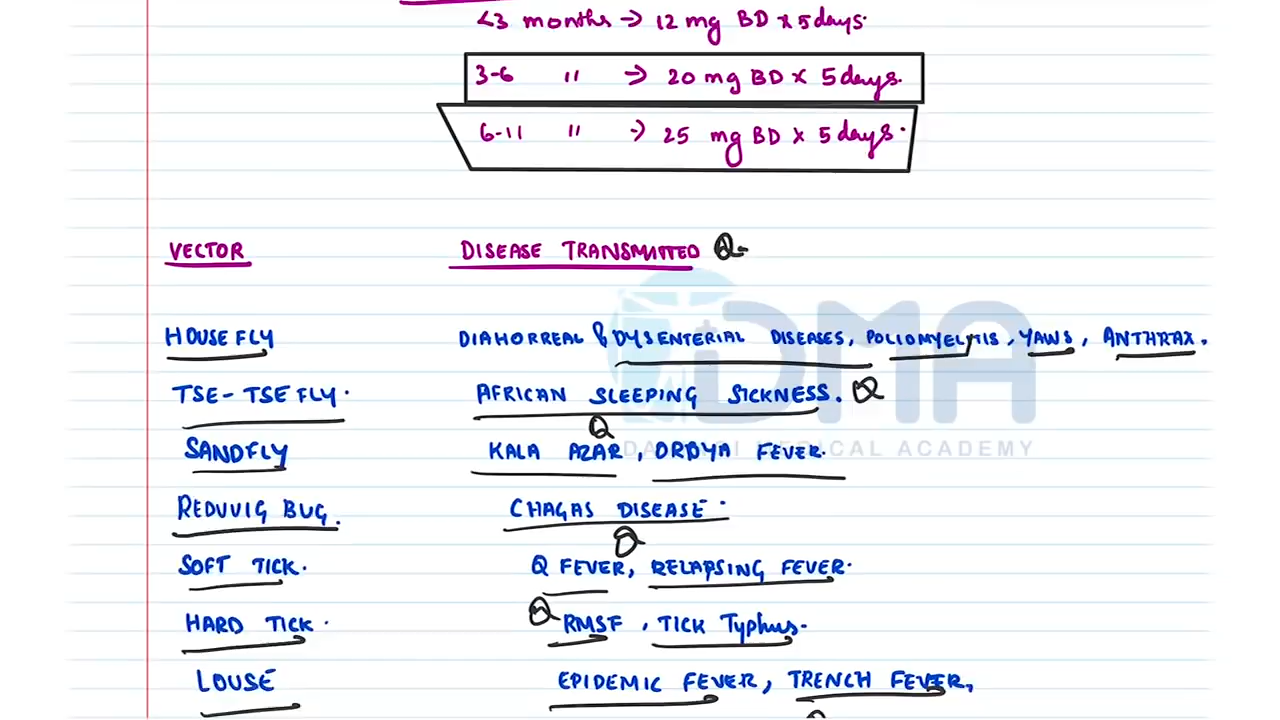 <3 months -> 12 mg BD x 5 days.
3-6 " -> 20 mg BD x 5 days.
6-11 " -> 25 mg BD x 5 days.
VECTOR DISEASE TRANSMITTED Q
HOUSEFLY DIAHORREAL & DYSENTERIAL DISEASES, POLIOMYELITIS, YAWS, ANTHRAX.
TSE-TSE FLY. AFRICAN SLEEPING SICKNESS. Q
Q
SANDFLY KALA AZAR, OROYA FEVER.
REDUVIG BUG. CHAGAS DISEASE.
Q
SOFT TICK. Q FEVER, RELAPSING FEVER.
HARD TICK. Q RMSF, TICK Typhus.
LOUSE EPIDEMIC FEVER, TRENCH FEVER,
DMA
MEDICAL ACADEMY